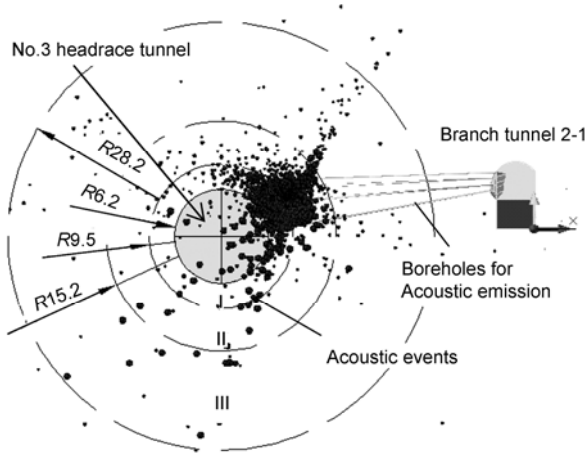 No.3 headrace tunnel
Branch tunnel 2-1
R28.2
R6.2
R9.5
R15.2
X
Boreholes for
Acoustic emission
I
Acoustic events
II
III